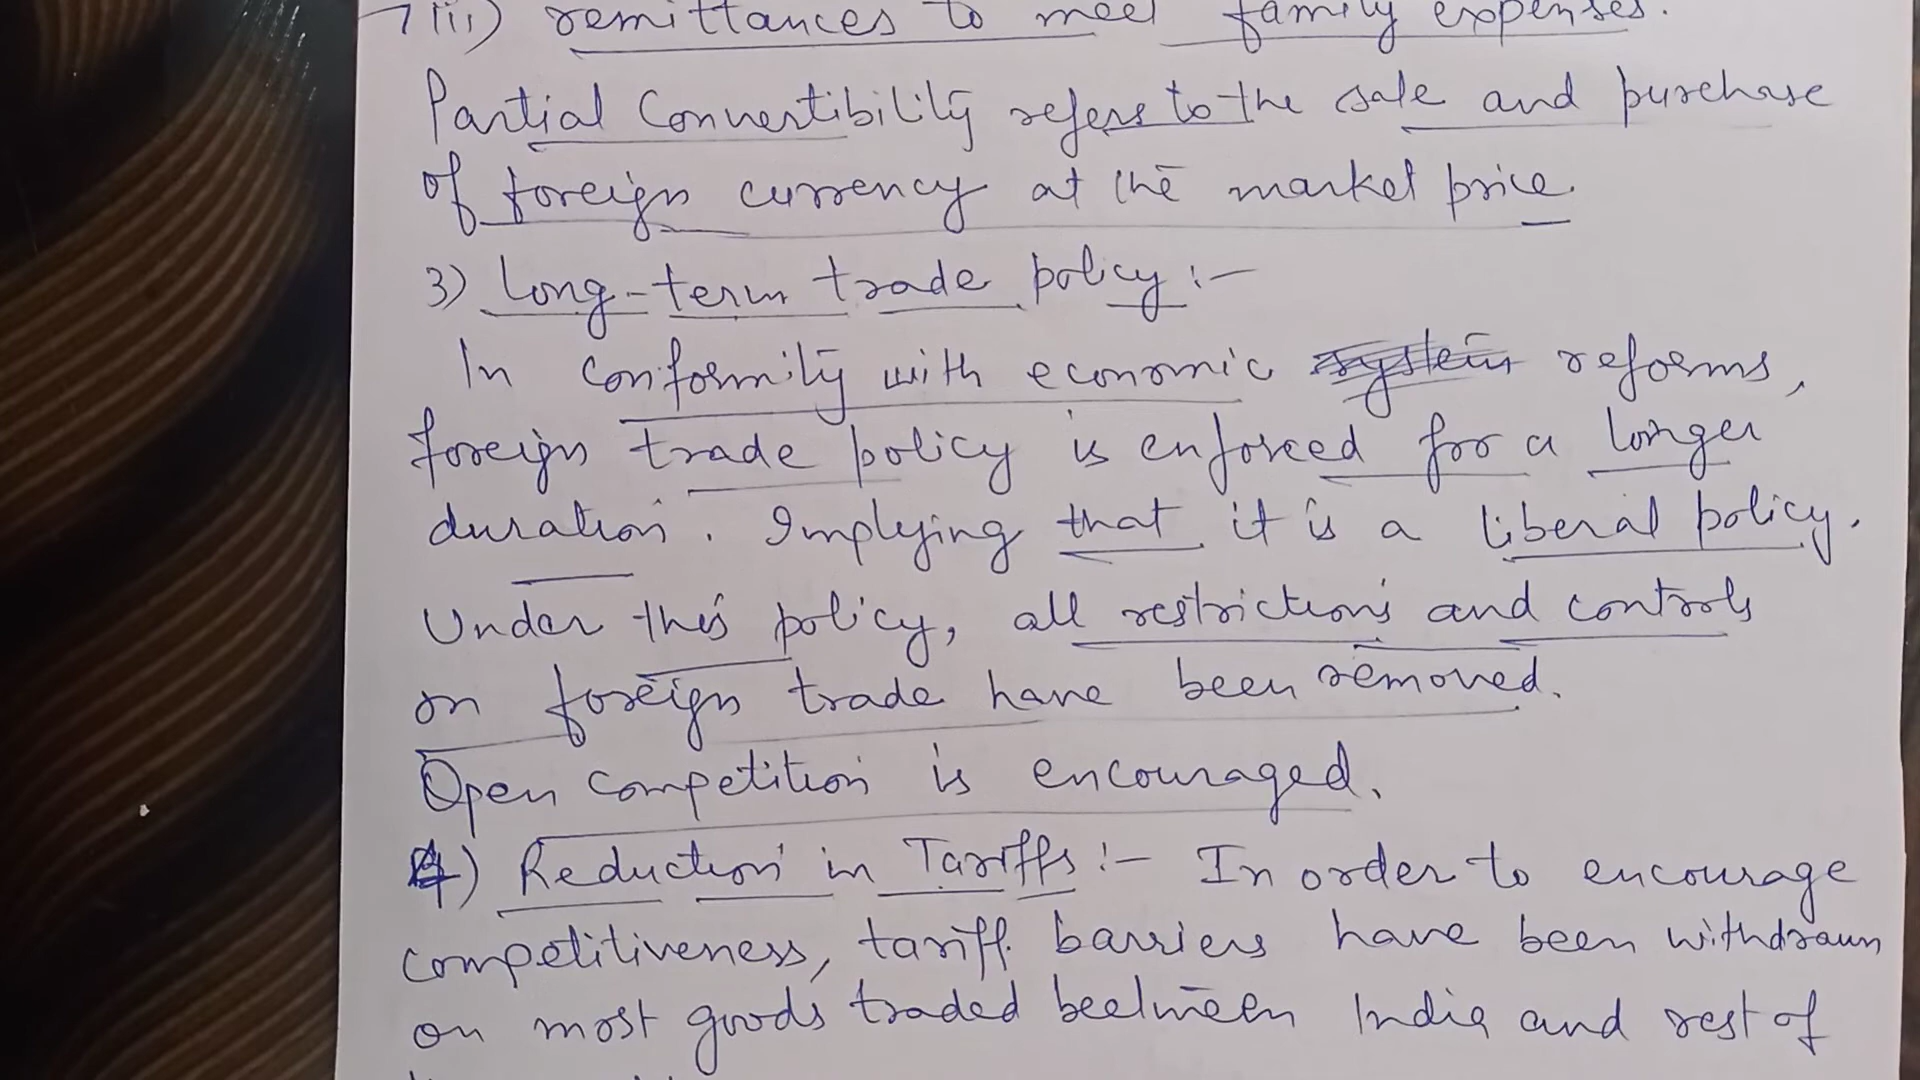 iii) remittances to meet family expenses.
Partial Convertibility refers to the sale and purchase
of foreign currency at the market price.
3) Long-term trade policy :-
In conformity with economic system reforms,
foreign trade policy is enforced for a longer
duration. Implying that it is a liberal policy.
Under this policy, all restrictions and controls
on foreign trade have been removed.
Open competition is encouraged.
4) Reduction in Tariffs :- In order to encourage
competitiveness, tariff barriers have been withdrawn
on most goods traded beetween India and rest of